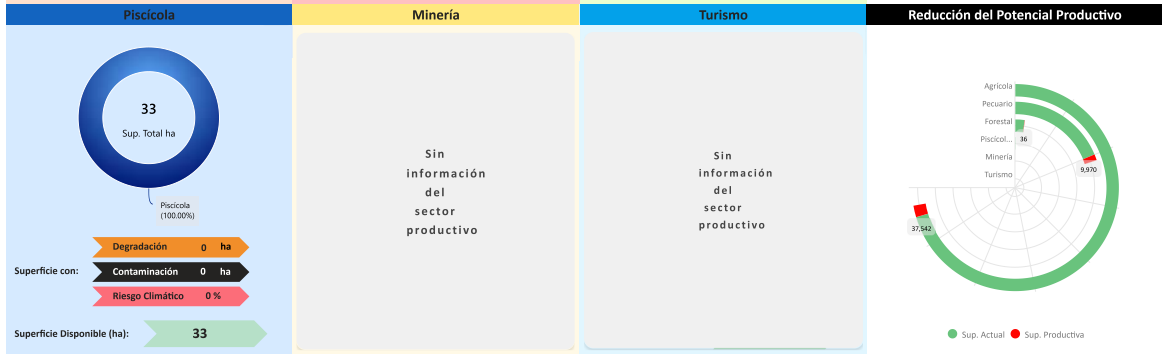 Piscícola
33
Sup. Total ha
Piscícola
(100.00%)
Superficie con:
Degradación 0 ha
Contaminación 0 ha
Riesgo Climático 0 %
Superficie Disponible (ha): 33
Minería
Sin
información
del
sector
productivo
Turismo
Sin
información
del
sector
productivo
Reducción del Potencial Productivo
Agrícola
Pecuario
Forestal
Piscícol...
Minería
Turismo
36
9,970
37,542
Sup. Actual Sup. Productiva